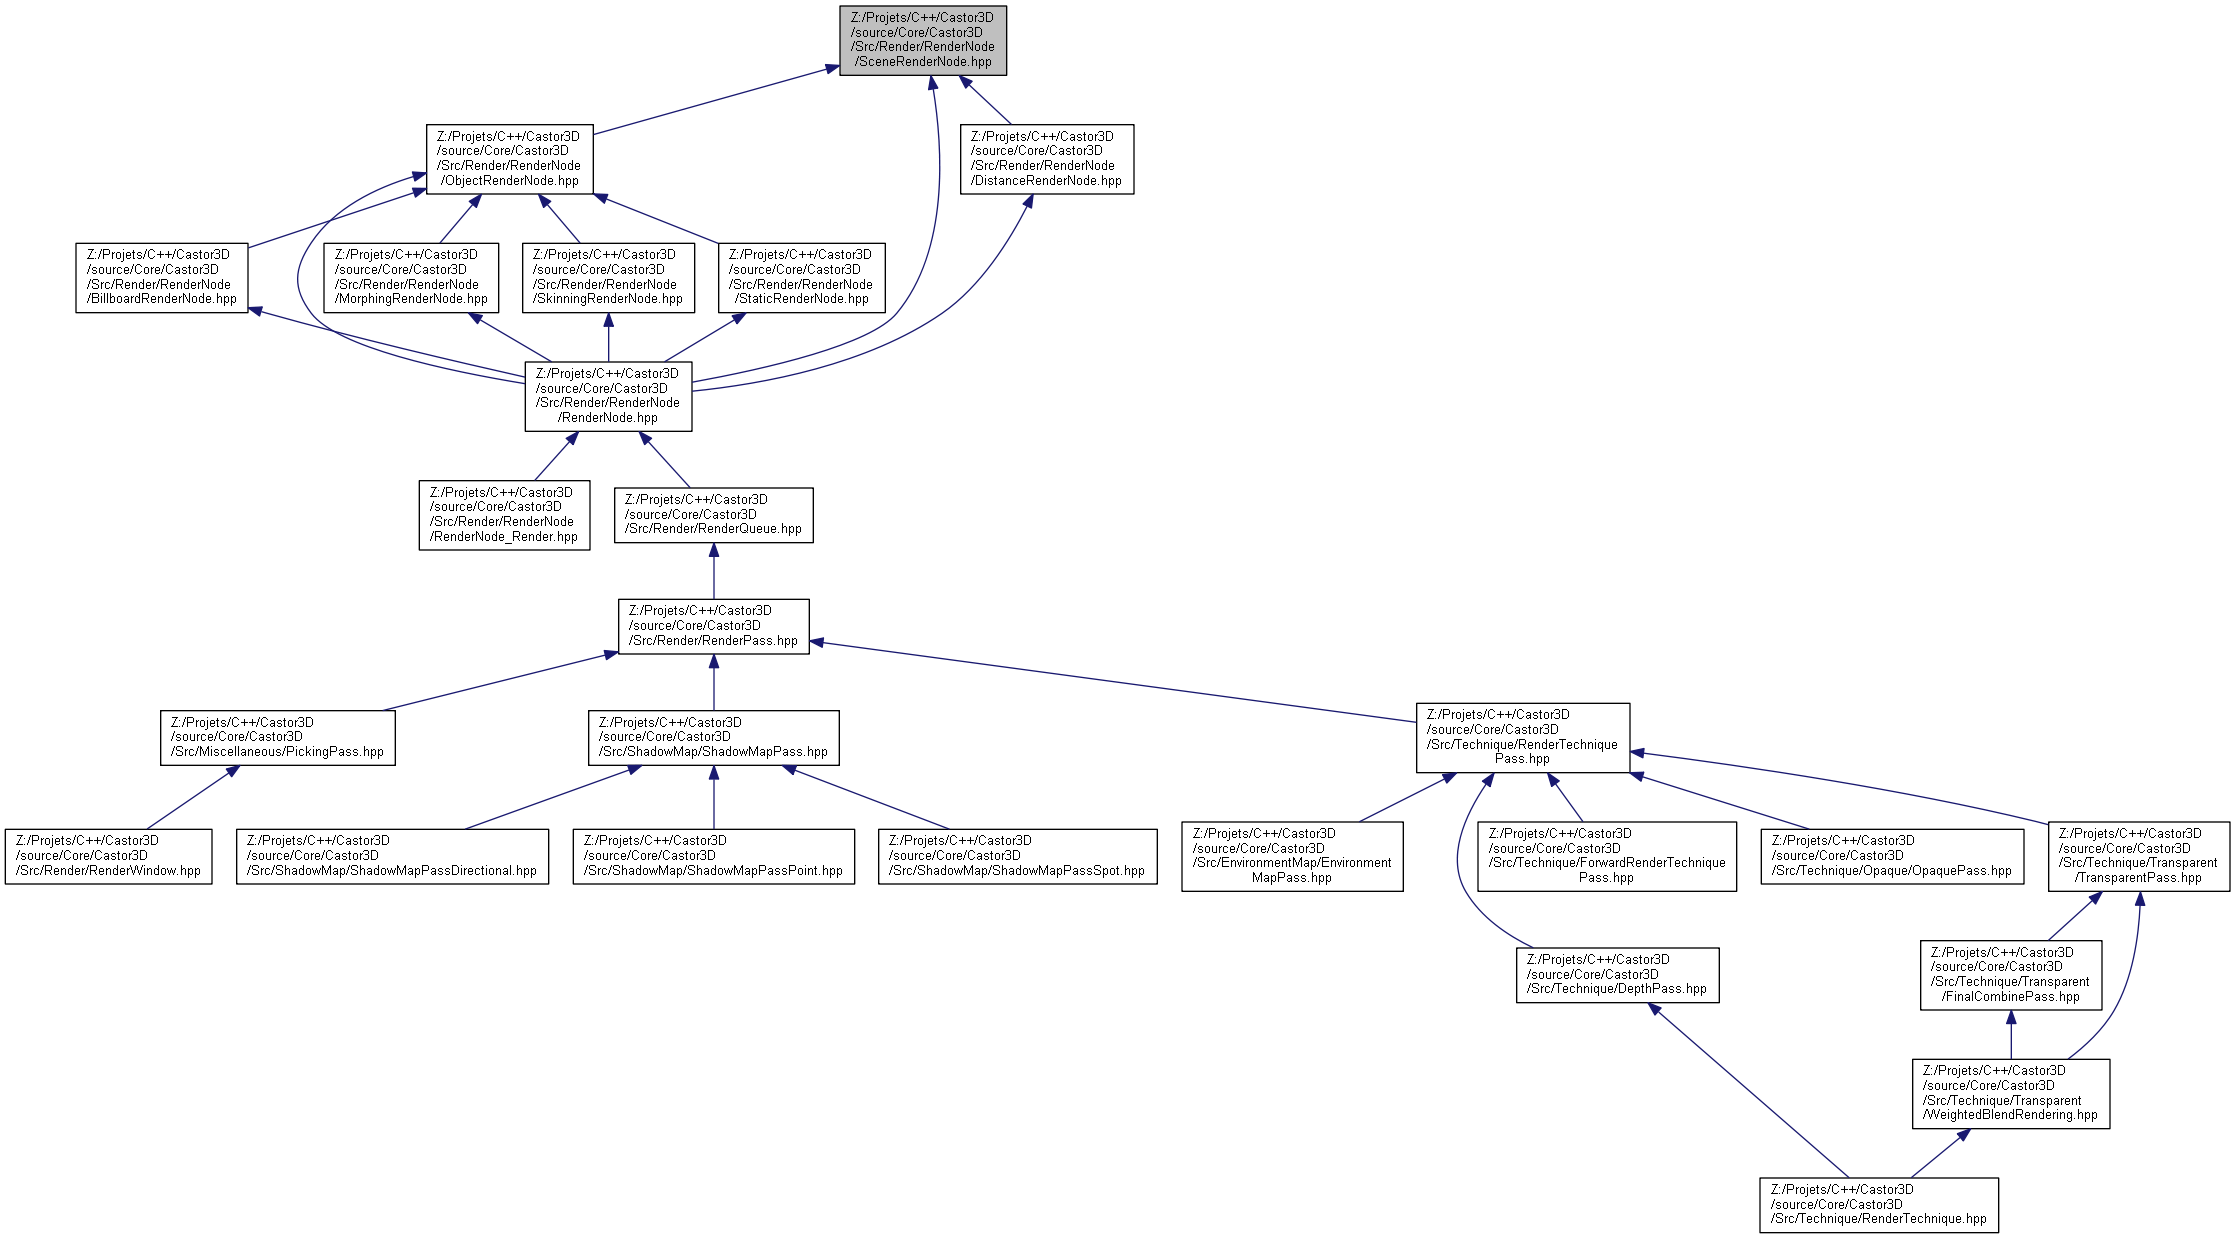 Z:/Projets/C++/Castor3D
/source/Core/Castor3D
/Src/Render/RenderNode
/SceneRenderNode.hpp
Z:/Projets/C++/Castor3D
/source/Core/Castor3D
/Src/Render/RenderNode
/ObjectRenderNode.hpp
Z:/Projets/C++/Castor3D
/source/Core/Castor3D
/Src/Render/RenderNode
/DistanceRenderNode.hpp
Z:/Projets/C++/Castor3D
/source/Core/Castor3D
/Src/Render/RenderNode
/BillboardRenderNode.hpp
Z:/Projets/C++/Castor3D
/source/Core/Castor3D
/Src/Render/RenderNode
/MorphingRenderNode.hpp
Z:/Projets/C++/Castor3D
/source/Core/Castor3D
/Src/Render/RenderNode
/SkinningRenderNode.hpp
Z:/Projets/C++/Castor3D
/source/Core/Castor3D
/Src/Render/RenderNode
/StaticRenderNode.hpp
Z:/Projets/C++/Castor3D
/source/Core/Castor3D
/Src/Render/RenderNode
/RenderNode.hpp
Z:/Projets/C++/Castor3D
/source/Core/Castor3D
/Src/Render/RenderNode
/RenderNode_Render.hpp
Z:/Projets/C++/Castor3D
/source/Core/Castor3D
/Src/Render/RenderQueue.hpp
Z:/Projets/C++/Castor3D
/source/Core/Castor3D
/Src/Render/RenderPass.hpp
Z:/Projets/C++/Castor3D
/source/Core/Castor3D
/Src/Miscellaneous/PickingPass.hpp
Z:/Projets/C++/Castor3D
/source/Core/Castor3D
/Src/ShadowMap/ShadowMapPass.hpp
Z:/Projets/C++/Castor3D
/source/Core/Castor3D
/Src/Technique/RenderTechnique
Pass.hpp
Z:/Projets/C++/Castor3D
/source/Core/Castor3D
/Src/Render/RenderWindow.hpp
Z:/Projets/C++/Castor3D
/source/Core/Castor3D
/Src/ShadowMap/ShadowMapPassDirectional.hpp
Z:/Projets/C++/Castor3D
/source/Core/Castor3D
/Src/ShadowMap/ShadowMapPassPoint.hpp
Z:/Projets/C++/Castor3D
/source/Core/Castor3D
/Src/ShadowMap/ShadowMapPassSpot.hpp
Z:/Projets/C++/Castor3D
/source/Core/Castor3D
/Src/EnvironmentMap/Environment
MapPass.hpp
Z:/Projets/C++/Castor3D
/source/Core/Castor3D
/Src/Technique/ForwardRenderTechnique
Pass.hpp
Z:/Projets/C++/Castor3D
/source/Core/Castor3D
/Src/Technique/Opaque/OpaquePass.hpp
Z:/Projets/C++/Castor3D
/source/Core/Castor3D
/Src/Technique/Transparent
/TransparentPass.hpp
Z:/Projets/C++/Castor3D
/source/Core/Castor3D
/Src/Technique/DepthPass.hpp
Z:/Projets/C++/Castor3D
/source/Core/Castor3D
/Src/Technique/Transparent
/FinalCombinePass.hpp
Z:/Projets/C++/Castor3D
/source/Core/Castor3D
/Src/Technique/Transparent
/WeightedBlendRendering.hpp
Z:/Projets/C++/Castor3D
/source/Core/Castor3D
/Src/Technique/RenderTechnique.hpp